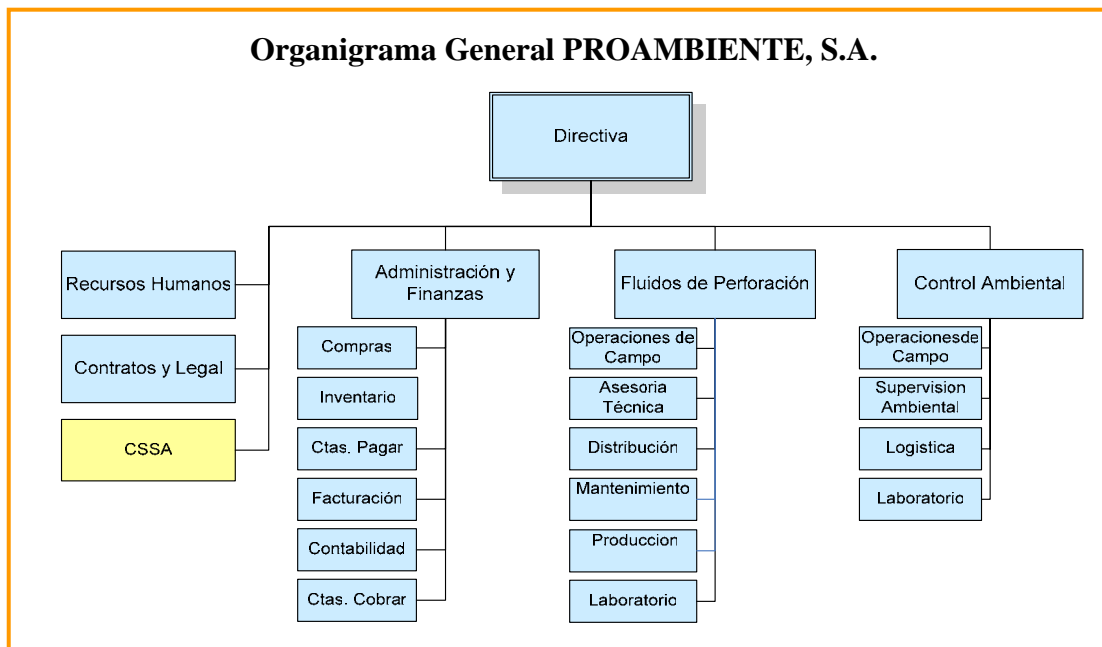 Organigrama General PROAMBIENTE, S.A.
Directiva
Recursos Humanos
Contratos y Legal
CSSA
Administración y
Finanzas
Compras
Inventario
Ctas. Pagar
Facturación
Contabilidad
Ctas. Cobrar
Fluidos de Perforación
Operaciones de
Campo
Asesoria
Técnica
Distribución
Mantenimiento
Produccion
Laboratorio
Control Ambiental
Operacionesde
Campo
Supervision
Ambiental
Logistica
Laboratorio